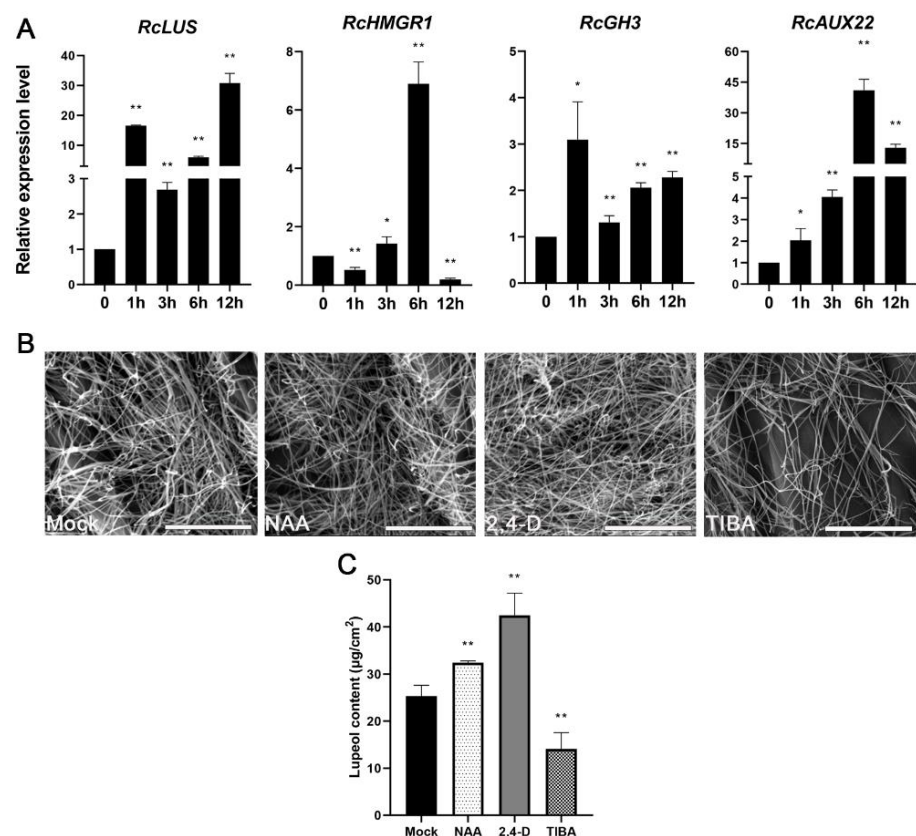 A
RcLUS
RcHMGR1
RcGH3
RcAUX22
Relative expression level
40
30
20
10
3
2
1
0
0 1h 3h 6h 12h
8
6
4
2
0
0 1h 3h 6h 12h
5
4
3
2
1
0
0 1h 3h 6h 12h
60
45
30
15
5
4
3
2
1
0
0 1h 3h 6h 12h
** ** ** **
** * ** **
* ** ** **
* ** ** **
B
Mock
NAA
2,4-D
TIBA
C
Lupeol content (μg/cm²)
50
40
30
20
10
0
** ** **
Mock NAA 2,4-D TIBA